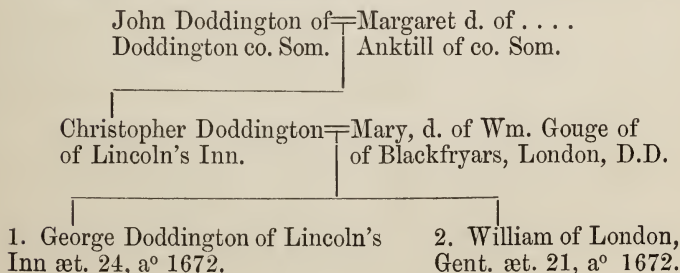 John Doddington of Margaret d. of . . . .
Doddington co. Som. Anktill of co. Som.
Christopher Doddington Mary, d. of Wm. Gouge of
of Lincoln's Inn. of Blackfryars, London, D.D.
1. George Doddington of Lincoln's
Inn æt. 24, aº 1672.
2. William of London,
Gent. æt. 21, aº 1672.